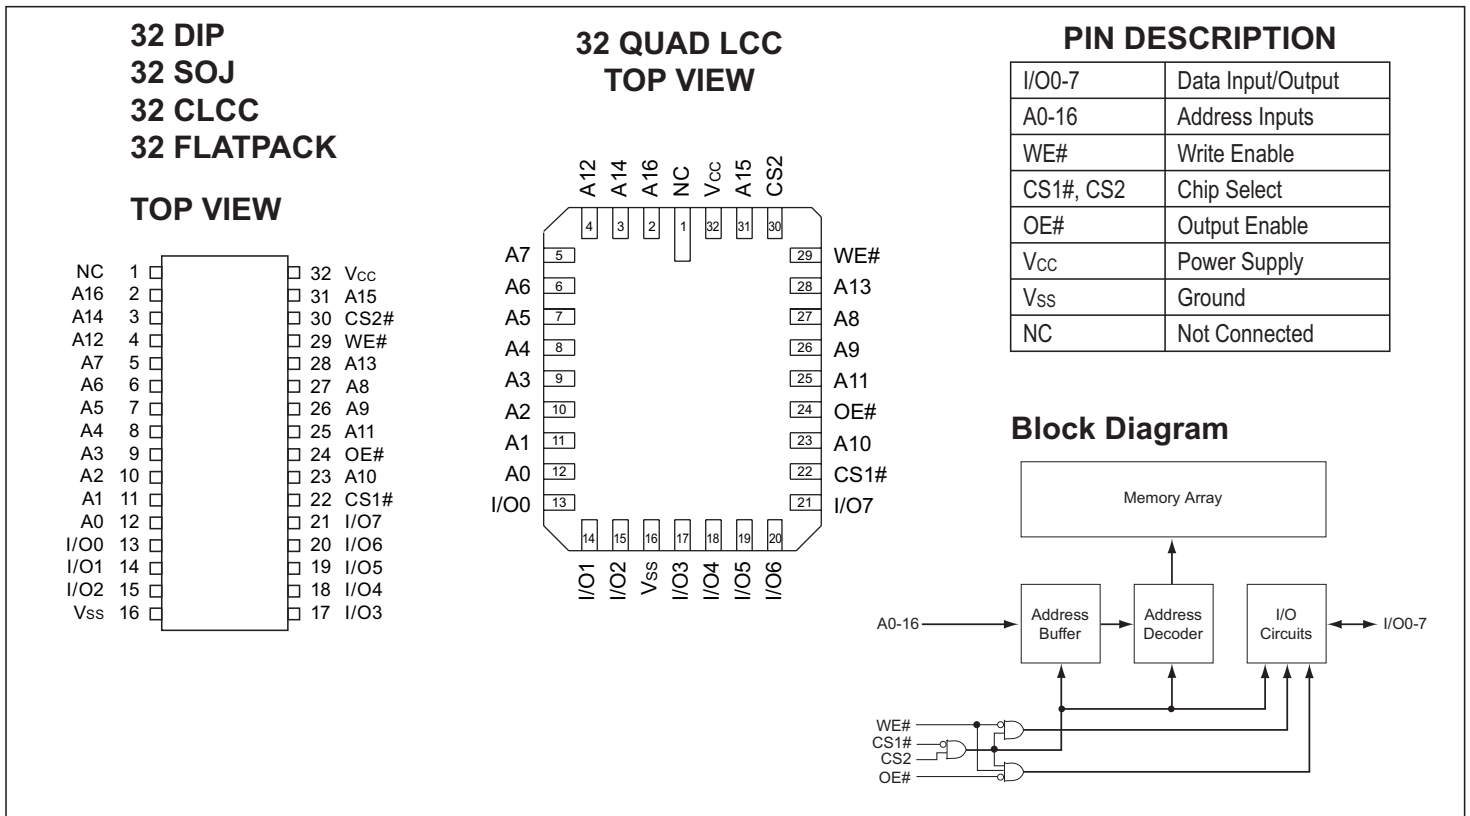 32 DIP
32 SOJ
32 CLCC
32 FLATPACK
TOP VIEW
NC 1
A16 2
A14 3
A12 4
A7 5
A6 6
A5 7
A4 8
A3 9
A2 10
A1 11
A0 12
I/O0 13
I/O1 14
I/O2 15
Vss 16
32 Vcc
31 A15
30 CS2#
29 WE#
28 A13
27 A8
26 A9
25 A11
24 OE#
23 A10
22 CS1#
21 I/O7
20 I/O6
19 I/O5
18 I/O4
17 I/O3
32 QUAD LCC
TOP VIEW
A12 A14 A16 NC Vcc A15 CS2
4 3 2 1 32 31 30
A7 5
A6 6
A5 7
A4 8
A3 9
A2 10
A1 11
A0 12
I/O0 13
29 WE#
28 A13
27 A8
26 A9
25 A11
24 OE#
23 A10
22 CS1#
21 I/O7
14 15 16 17 18 19 20
I/O1 I/O2 Vss I/O3 I/O4 I/O5 I/O6
PIN DESCRIPTION
I/O0-7 Data Input/Output
A0-16 Address Inputs
WE# Write Enable
CS1#, CS2 Chip Select
OE# Output Enable
Vcc Power Supply
Vss Ground
NC Not Connected
Block Diagram
Memory Array
A0-16
Address
Buffer
Address
Decoder
I/O
Circuits
I/O0-7
WE#
CS1#
CS2
OE#